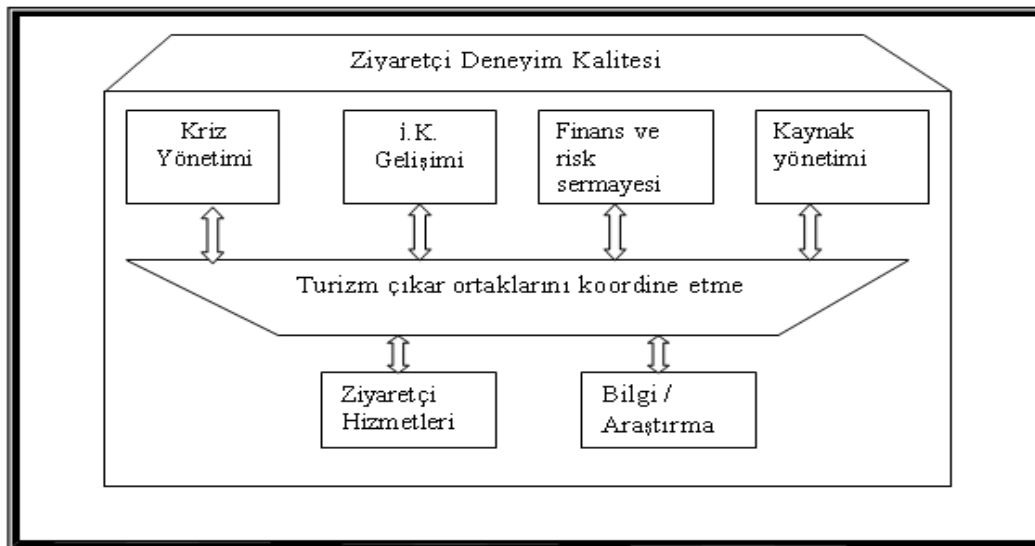 Ziyaretçi Deneyim Kalitesi
Kriz
Yönetimi
İ.K.
Gelişimi
Finans ve
risk
sermayesi
Kaynak
yönetimi
Turizm çıkar ortaklarını koordine etme
Ziyaretçi
Hizmetleri
Bilgi /
Araştırma